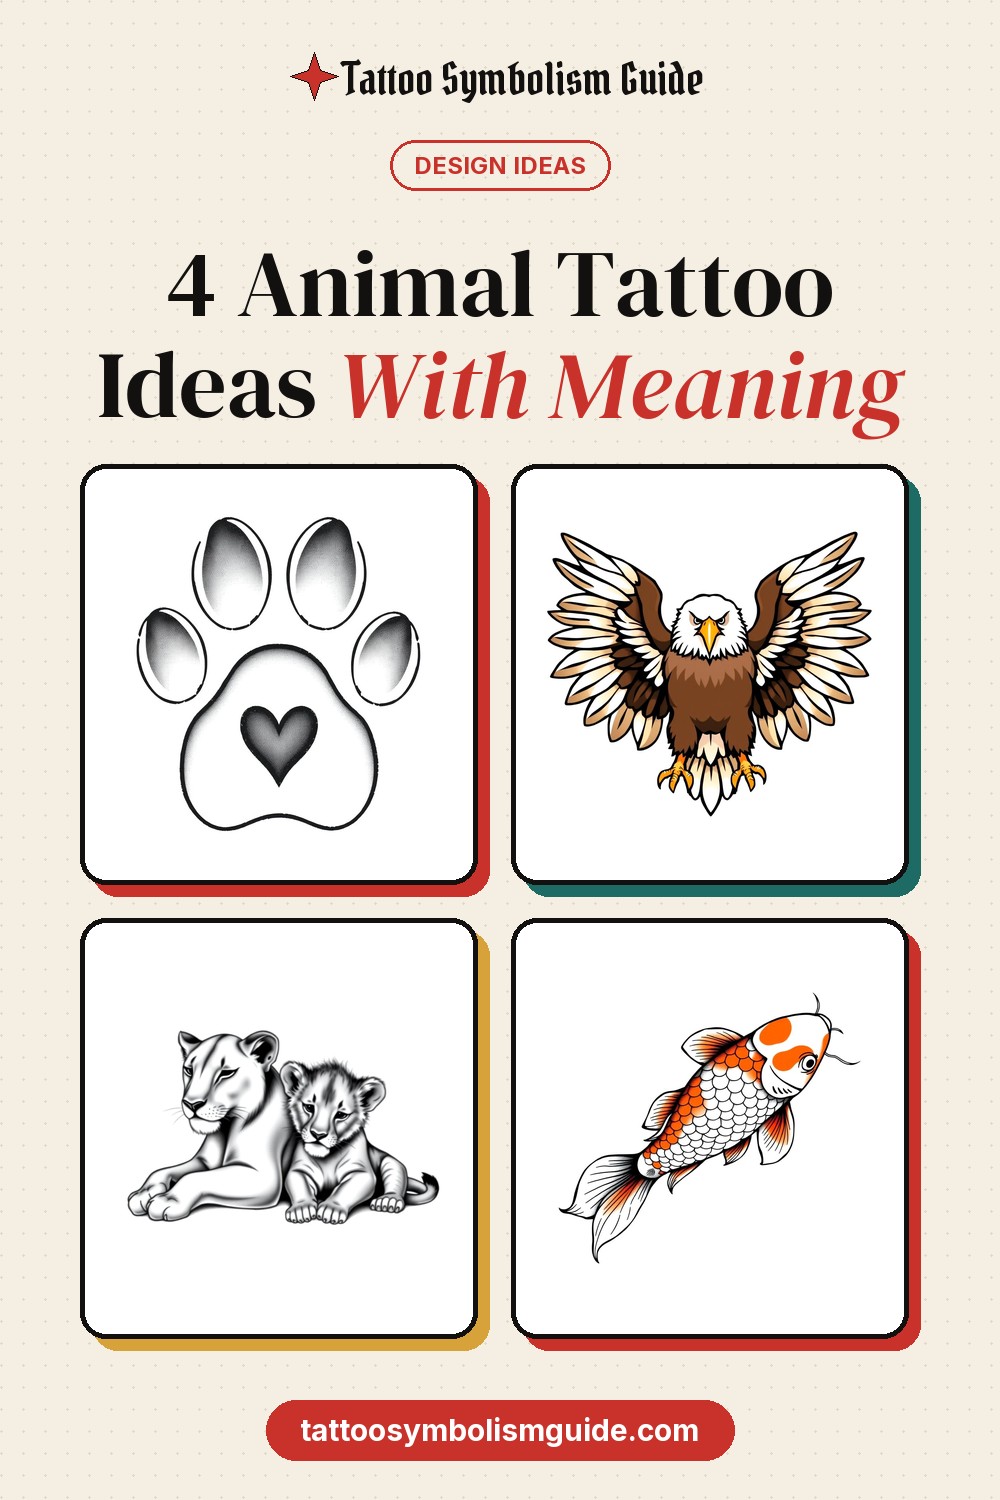 Tattoo Symbolism Guide
DESIGN IDEAS
4 Animal Tattoo
Ideas With Meaning
tattoosymbolismguide.com